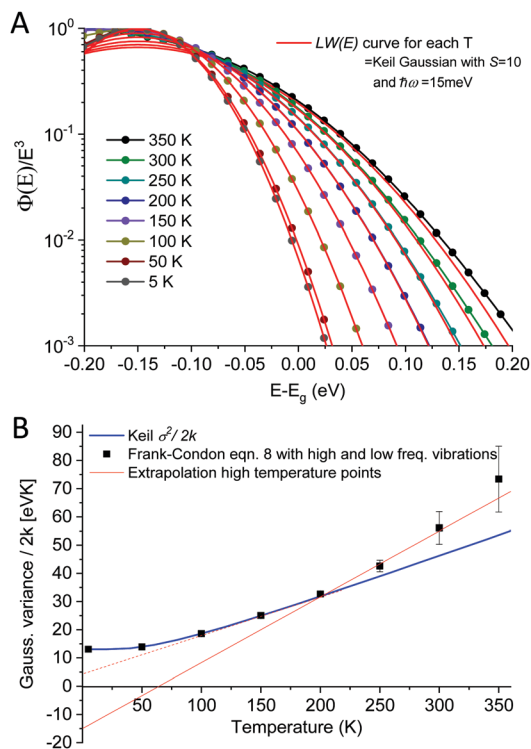 A
10⁰
10⁻¹
10⁻²
10⁻³
Φ(E)/E³
LW(E) curve for each T
=Keil Gaussian with S=10
and ħω=15meV
350 K
300 K
250 K
200 K
150 K
100 K
50 K
5 K
-0.20 -0.15 -0.10 -0.05 0.00 0.05 0.10 0.15 0.20
E-Eg (eV)
B
Keil σ²/2k
Frank-Condon eqn. 8 with high and low freq. vibrations
Extrapolation high temperature points
Gauss. variance / 2k [eVK]
90
80
70
60
50
40
30
20
10
0
-10
-20
0 50 100 150 200 250 300 350
Temperature (K)